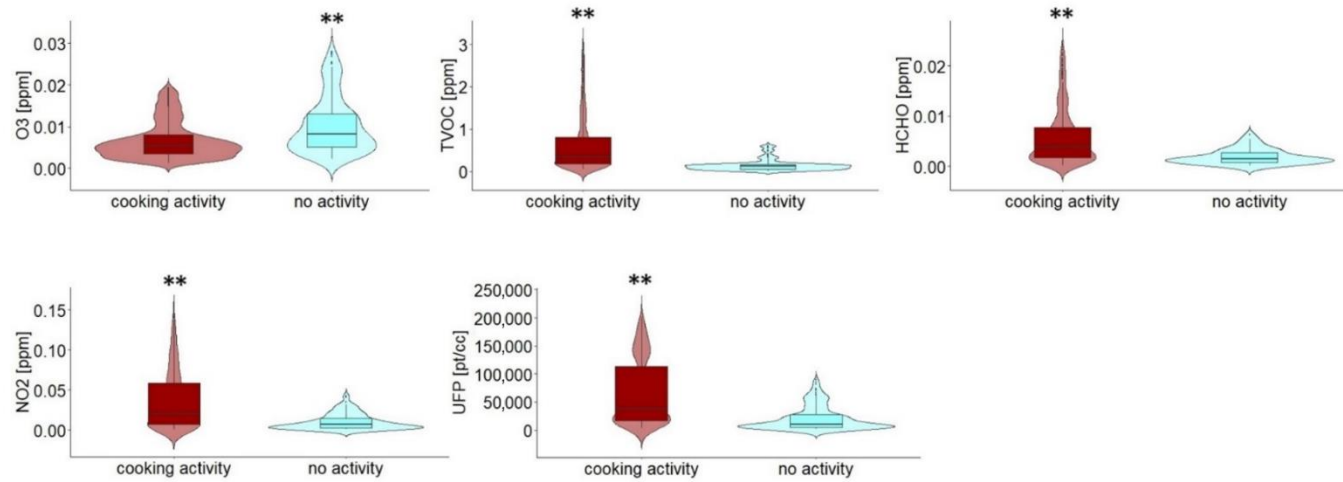 **
O3 [ppm]
0.03
0.02
0.01
0.00
cooking activity
no activity
**
TVOC [ppm]
3
2
1
0
cooking activity
no activity
**
HCHO [ppm]
0.02
0.01
0.00
cooking activity
no activity
**
NO2 [ppm]
0.15
0.10
0.05
0.00
cooking activity
no activity
**
UFP [pt/cc]
250,000
200,000
150,000
100,000
50,000
0
cooking activity
no activity